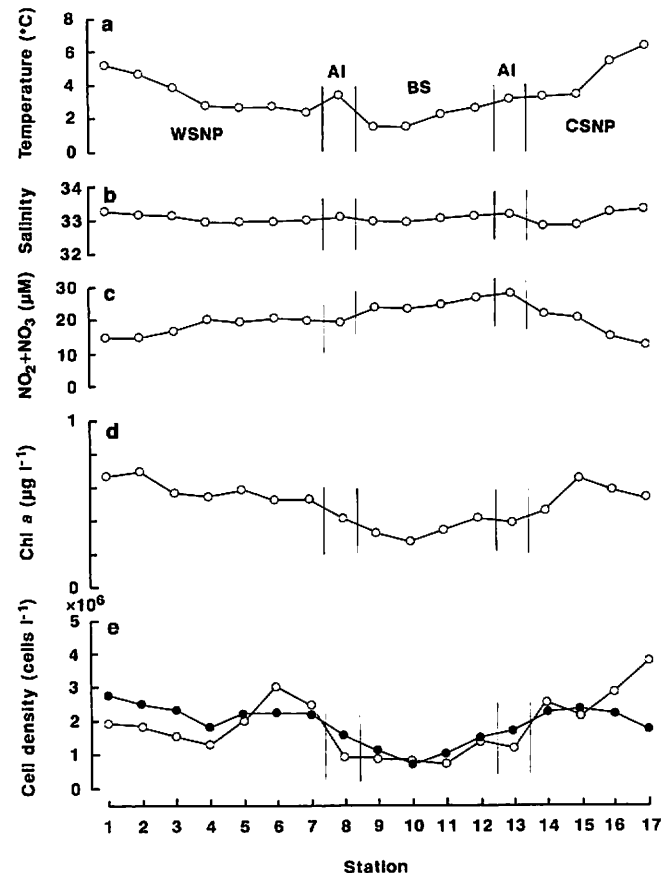 a
Temperature (°C)
8
6
4
2
0
WSNP
AI
BS
AI
CSNP
b
Salinity
34
33
32
c
NO2+NO3 (µM)
30
20
10
0
d
Chl a (µg l-1)
1
0
e
Cell density (cells l-1)
×10⁶
5
4
3
2
1
0
1 2 3 4 5 6 7 8 9 10 11 12 13 14 15 16 17
Station